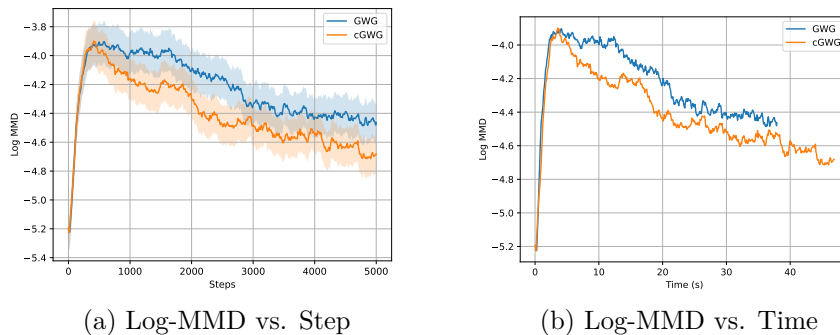 −3.8
−4.0
−4.2
−4.4
−4.6
−4.8
−5.0
−5.2
−5.4
Log MMD
0
1000
2000
3000
4000
5000
Steps
GWG
cGWG
(a) Log-MMD vs. Step
−4.0
−4.2
−4.4
−4.6
−4.8
−5.0
−5.2
Log MMD
0
10
20
30
40
Time (s)
GWG
cGWG
(b) Log-MMD vs. Time